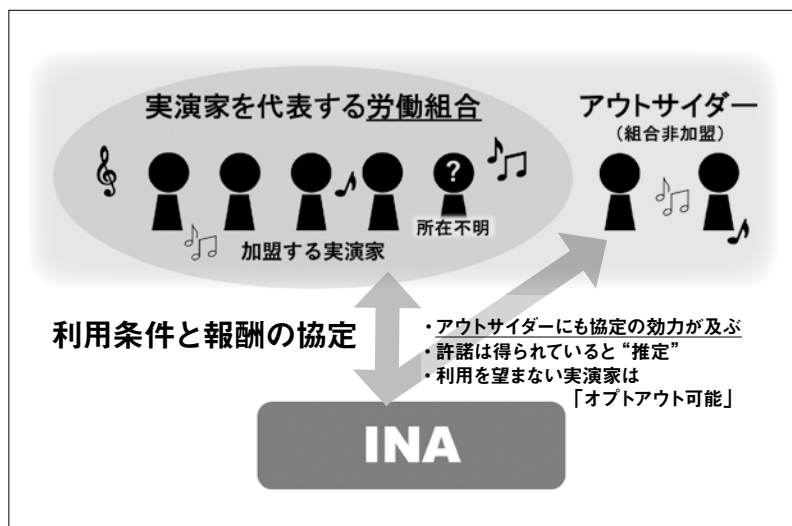 実演家を代表する労働組合
アウトサイダー
（組合非加盟）
?
所在不明
加盟する実演家
利用条件と報酬の協定
・アウトサイダーにも協定の効力が及ぶ
・許諾は得られていると“推定”
・利用を望まない実演家は
「オプトアウト可能」
INA